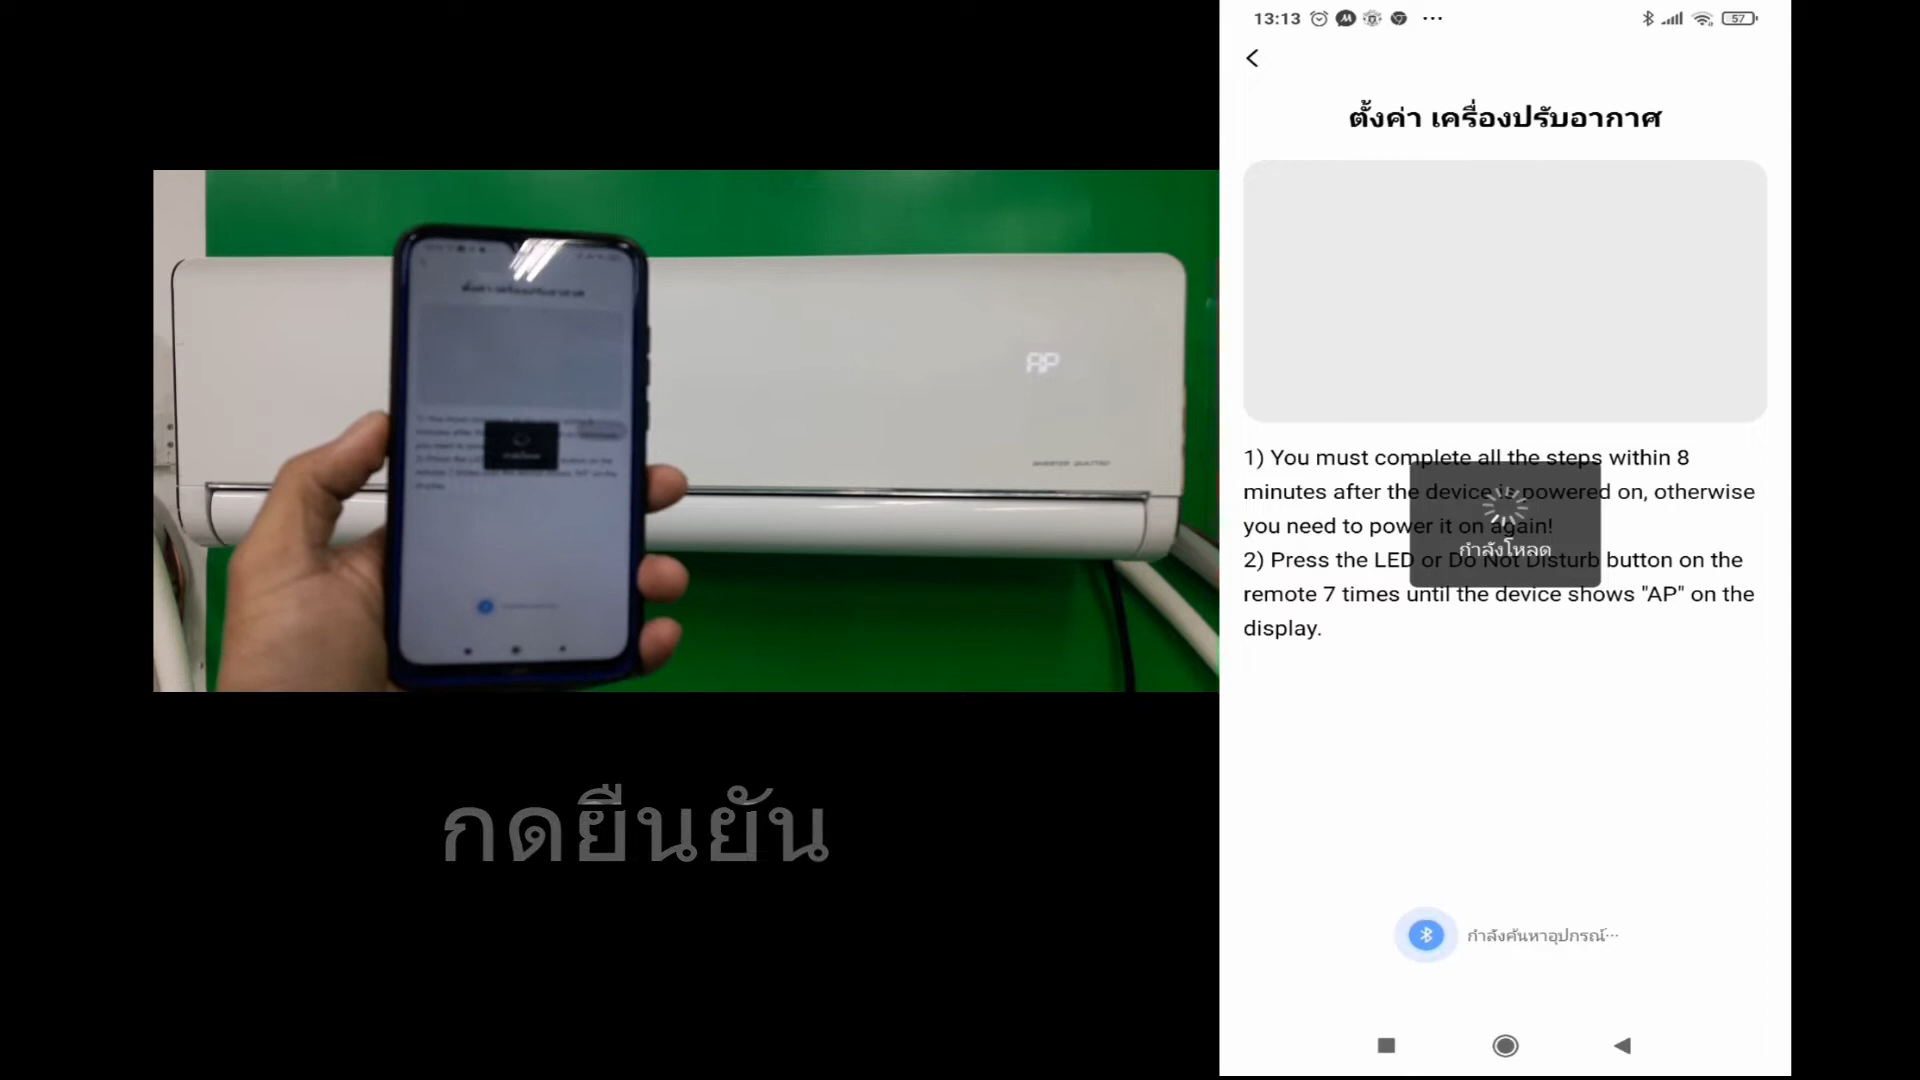 AP
INVERTER QUATTRO
กดยืนยัน
13:13
57
ตั้งค่า เครื่องปรับอากาศ
1) You must complete all the steps within 8
minutes after the device is powered on, otherwise
you need to power it on again!
กำลังโหลด
2) Press the LED or Do Not Disturb button on the
remote 7 times until the device shows "AP" on the
display.
กำลังค้นหาอุปกรณ์...